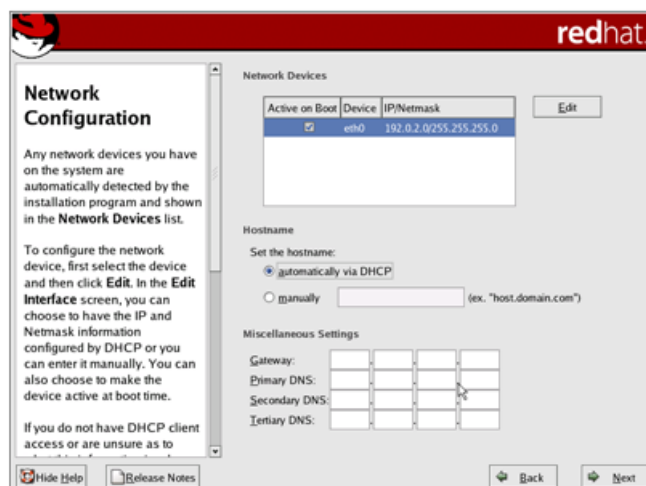 redhat.
Network
Configuration
Any network devices you have
on the system are
automatically detected by the
installation program and shown
in the Network Devices list.
To configure the network
device, first select the device
and then click Edit. In the Edit
Interface screen, you can
choose to have the IP and
Netmask information
configured by DHCP or you
can enter it manually. You can
also choose to make the
device active at boot time.
If you do not have DHCP client
access or are unsure as to
Network Devices
Active on Boot Device IP/Netmask
eth0 192.0.2.0/255.255.255.0
Edit
Hostname
Set the hostname:
automatically via DHCP
manually (ex. "host.domain.com")
Miscellaneous Settings
Gateway:
Primary DNS:
Secondary DNS:
Tertiary DNS:
Hide Help
Release Notes
Back
Next